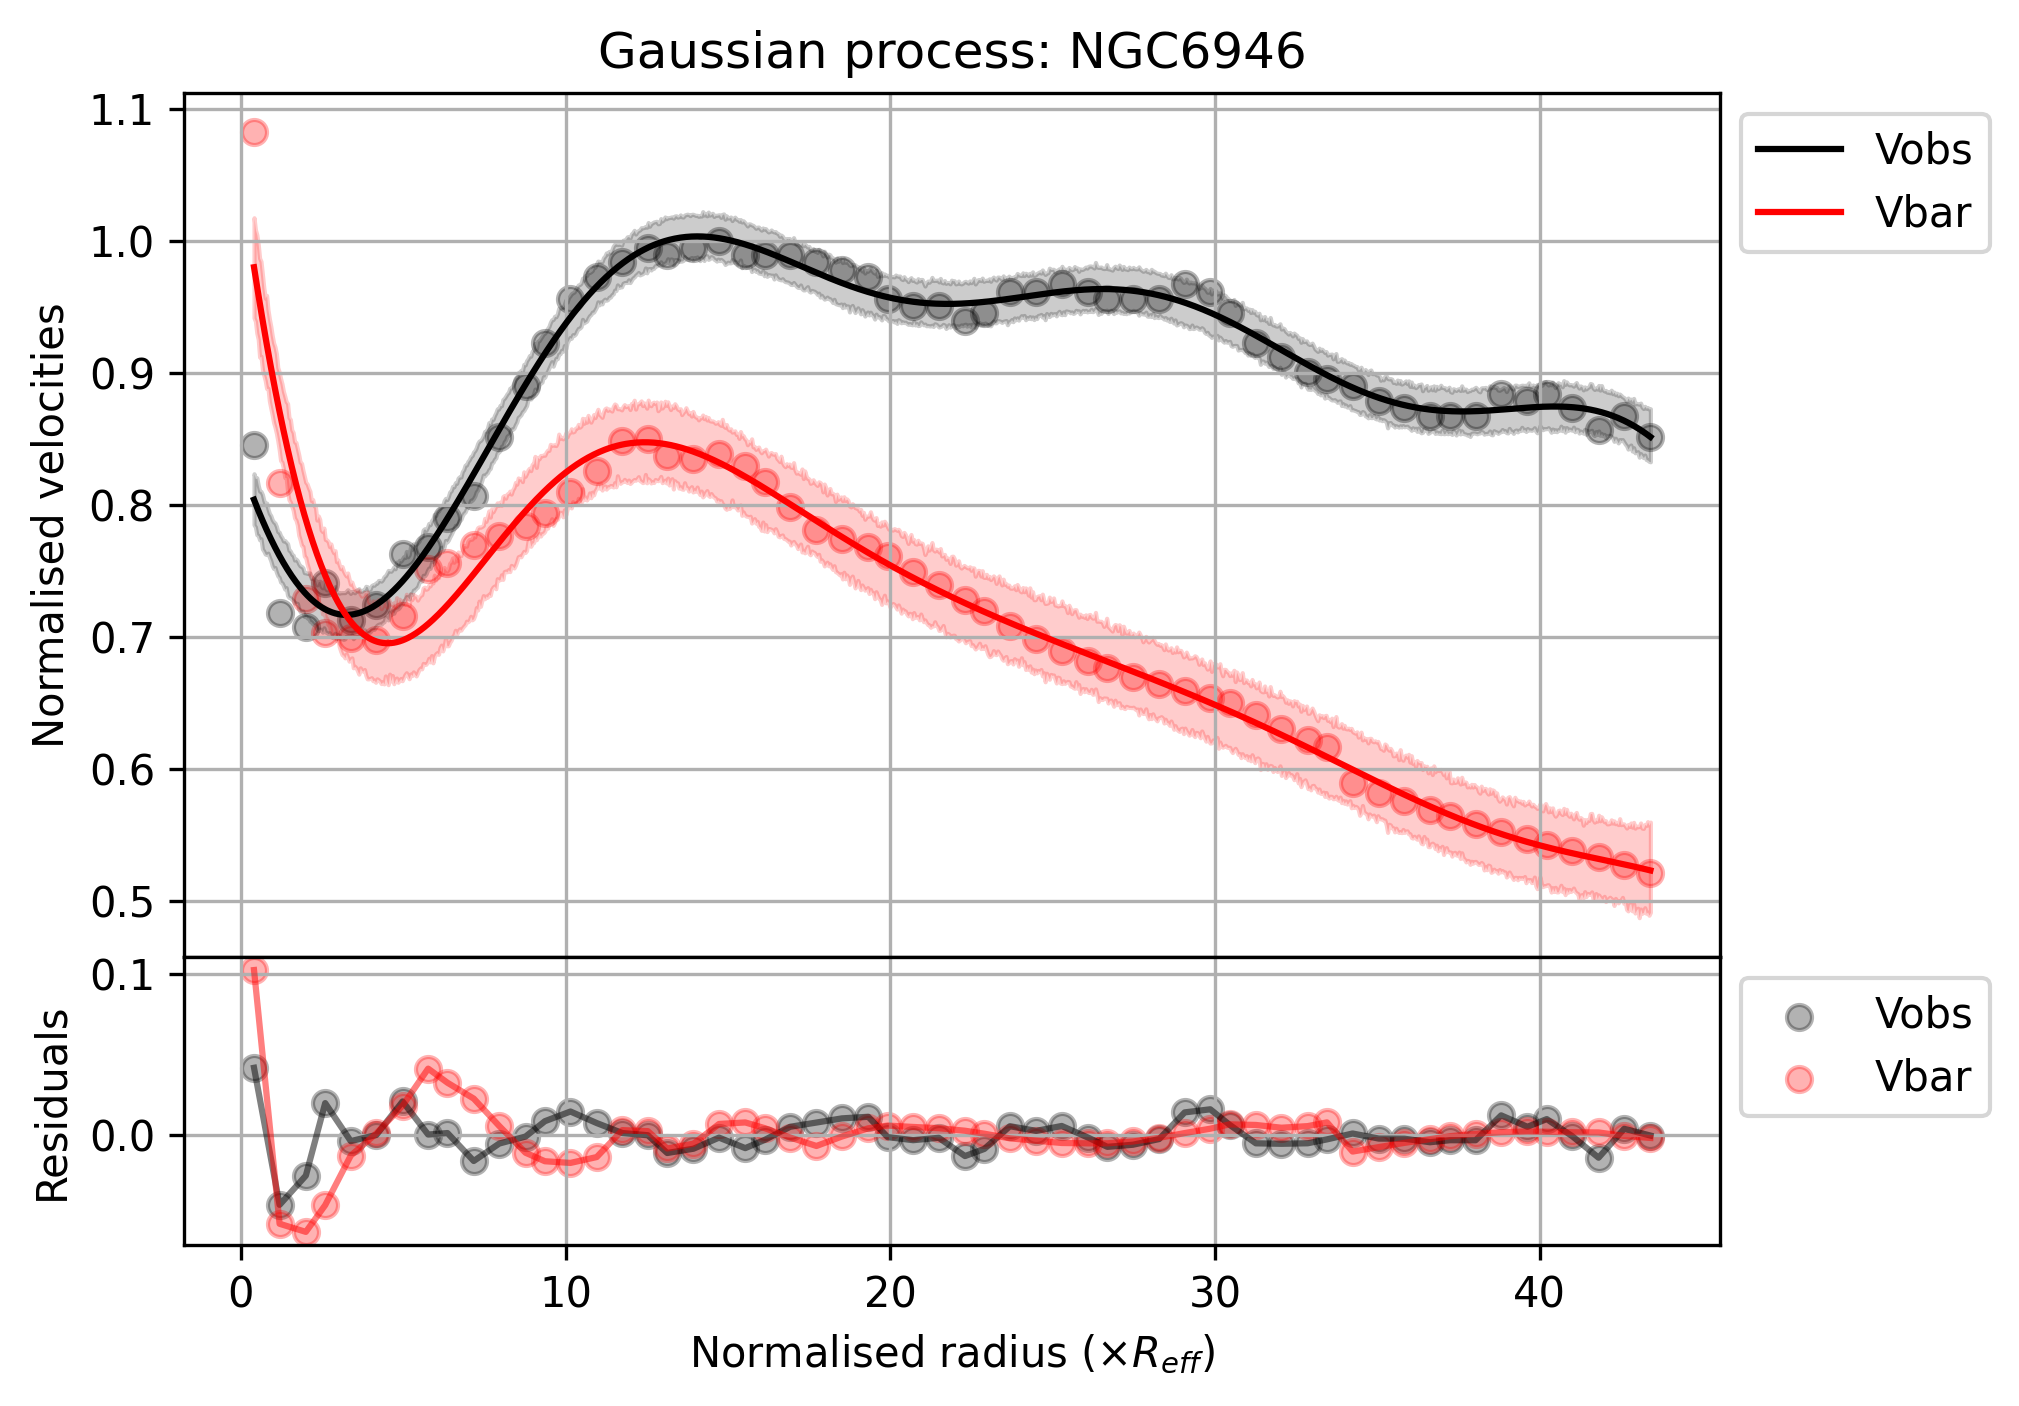 Gaussian process: NGC6946
1.1
1.0
0.9
0.8
0.7
0.6
0.5
Normalised velocities
Vobs
Vbar
0.1
0.0
Residuals
Vobs
Vbar
0 10 20 30 40
Normalised radius (×R_eff)